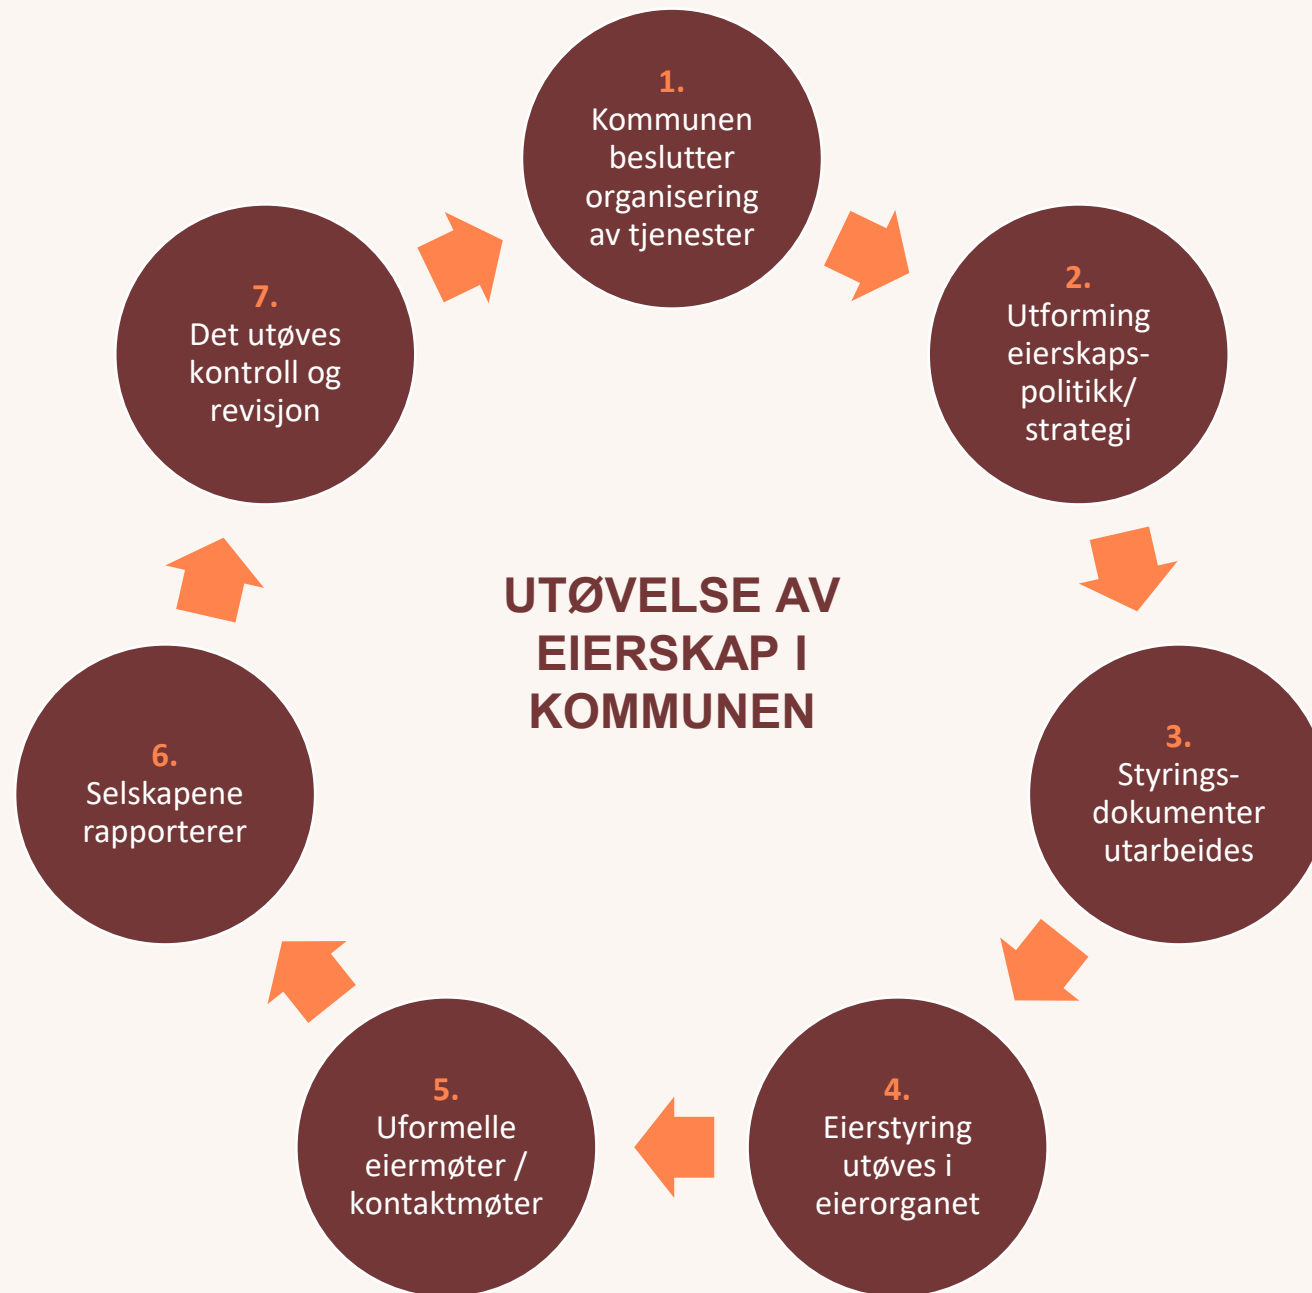 1.
Kommunen
beslutter
organisering
av tjenester
2.
Utforming
eierskaps-
politikk/
strategi
3.
Styrings-
dokumenter
utarbeides
4.
Eierstyring
utøves i
eierorganet
5.
Uformelle
eiermøter /
kontaktmøter
6.
Selskapene
rapporterer
7.
Det utøves
kontroll og
revisjon
UTØVELSE AV
EIERSKAP I
KOMMUNEN